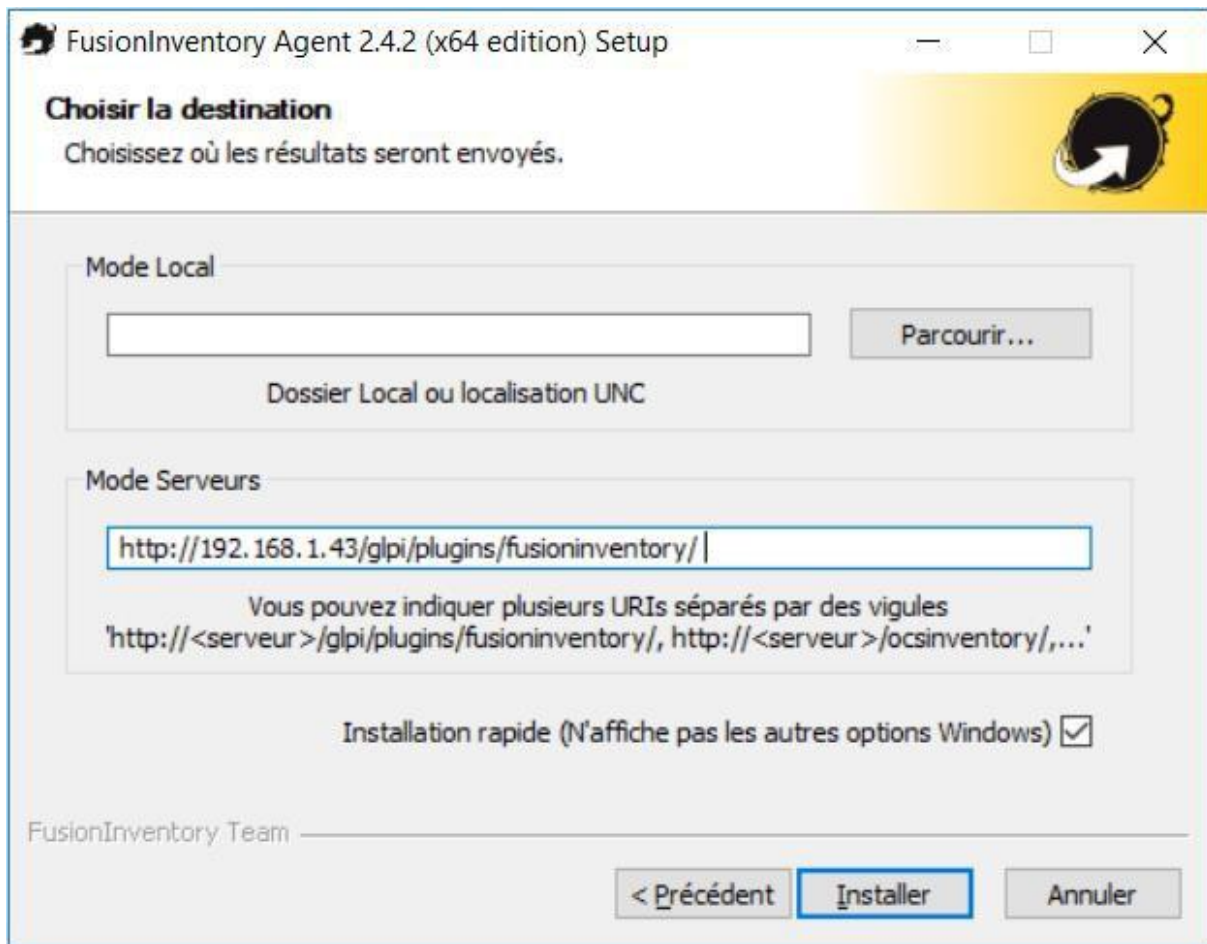 FusionInventory Agent 2.4.2 (x64 edition) Setup
Choisir la destination
Choisissez où les résultats seront envoyés.
Mode Local
Parcourir...
Dossier Local ou localisation UNC
Mode Serveurs
http://192.168.1.43/glpi/plugins/fusioninventory/
Vous pouvez indiquer plusieurs URIs séparés par des vigules
'http://<serveur>/glpi/plugins/fusioninventory/, http://<serveur>/ocsinventory/,...'
Installation rapide (N'affiche pas les autres options Windows)
FusionInventory Team
< Précédent
Installer
Annuler